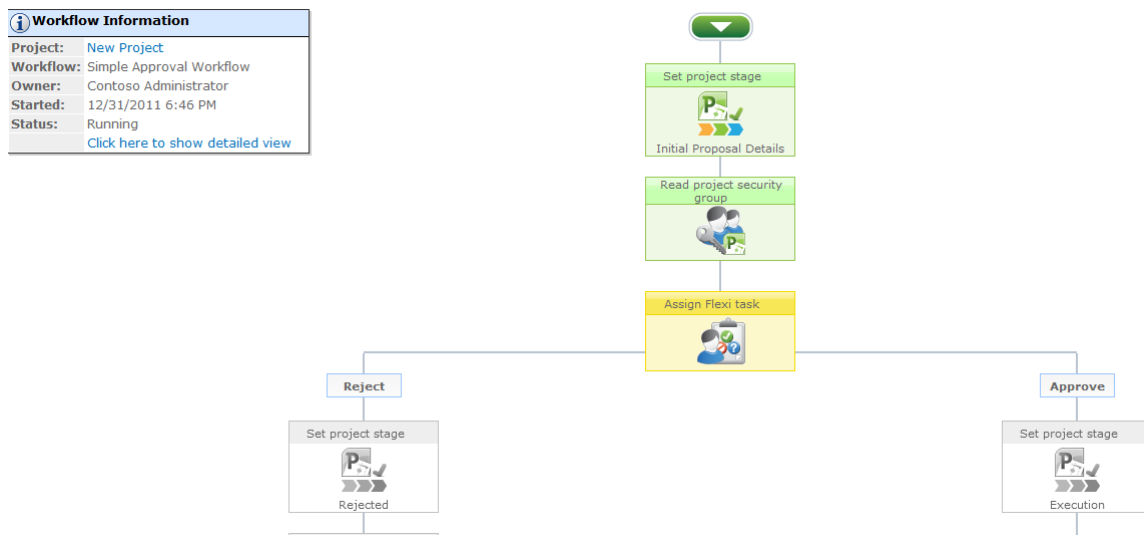 Workflow Information
Project: New Project
Workflow: Simple Approval Workflow
Owner: Contoso Administrator
Started: 12/31/2011 6:46 PM
Status: Running
Click here to show detailed view
Set project stage
Initial Proposal Details
Read project security
group
Assign Flexi task
Reject
Approve
Set project stage
Rejected
Set project stage
Execution